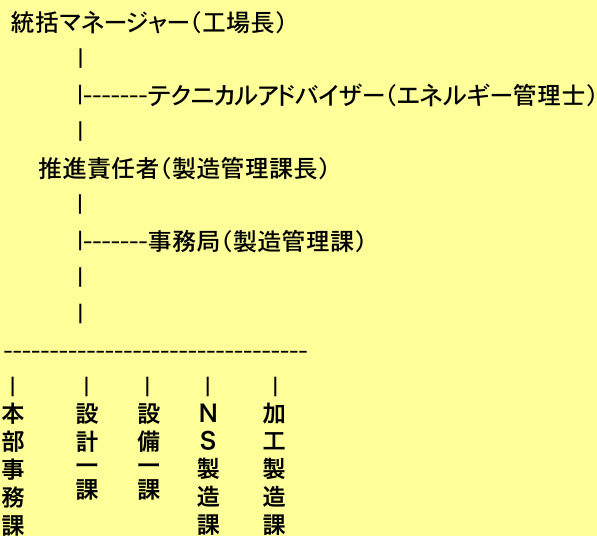 統括マネージャー(工場長)
テクニカルアドバイザー(エネルギー管理士)
推進責任者(製造管理課長)
事務局(製造管理課)
本部事務課
設計一課
設備一課
NS製造課
加工製造課